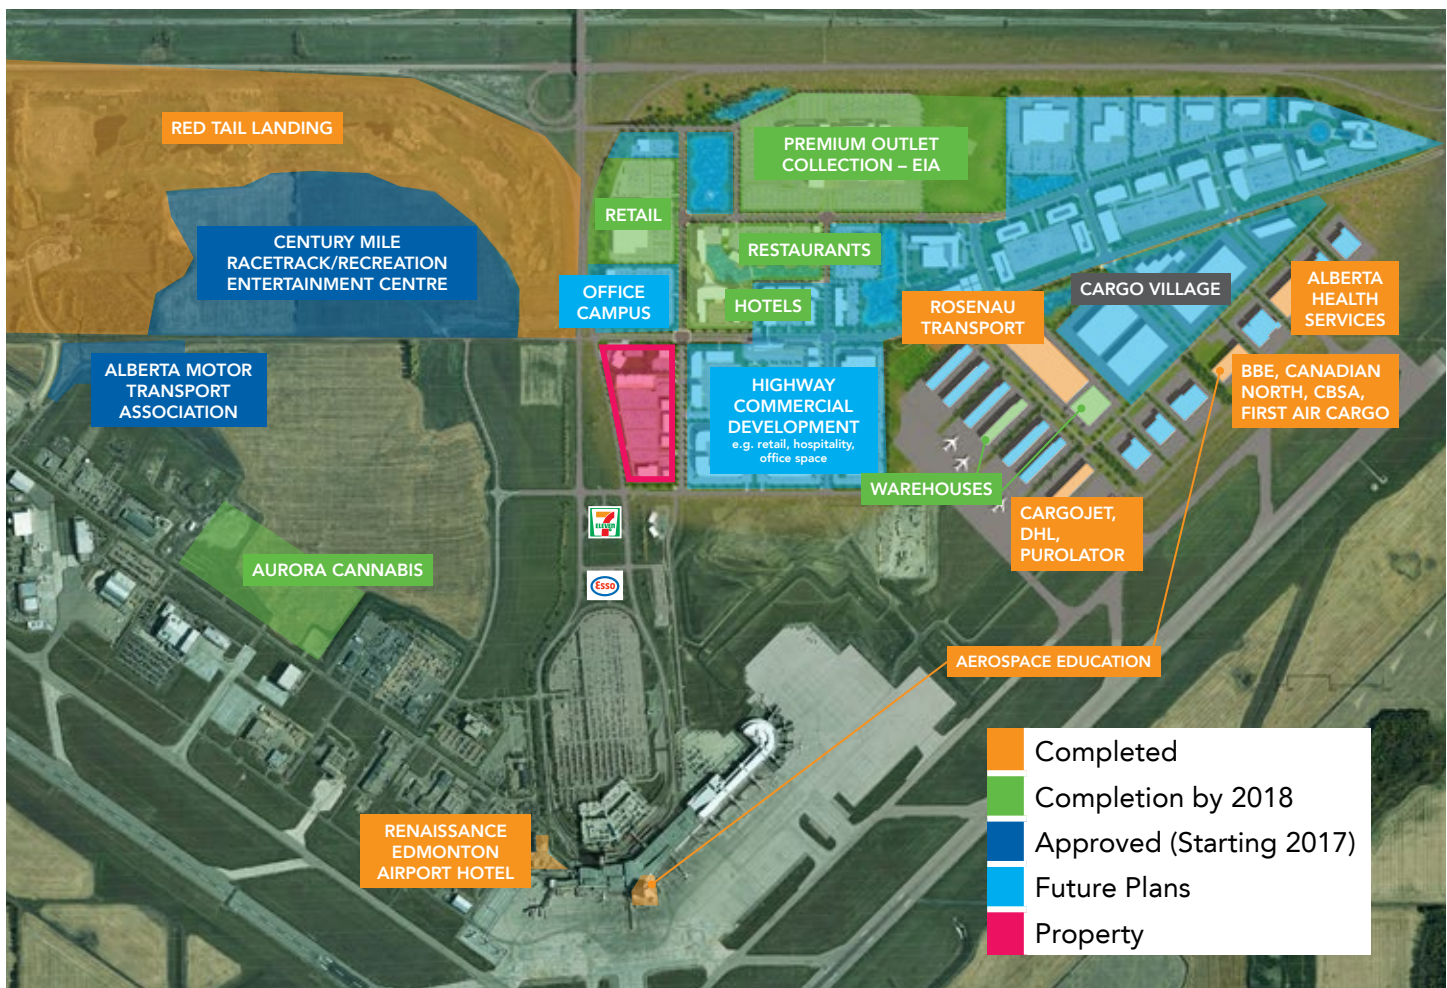 RED TAIL LANDING
PREMIUM OUTLET
COLLECTION – EIA
RETAIL
CENTURY MILE
RACETRACK/RECREATION
ENTERTAINMENT CENTRE
RESTAURANTS
OFFICE
CAMPUS
HOTELS
ROSENAU
TRANSPORT
CARGO VILLAGE
ALBERTA
HEALTH
SERVICES
ALBERTA MOTOR
TRANSPORT
ASSOCIATION
HIGHWAY
COMMERCIAL
DEVELOPMENT
e.g. retail, hospitality,
office space
BBE, CANADIAN
NORTH, CBSA,
FIRST AIR CARGO
WAREHOUSES
CARGOJET,
DHL,
PUROLATOR
7
ELEVEN
Esso
AURORA CANNABIS
AEROSPACE EDUCATION
RENAISSANCE
EDMONTON
AIRPORT HOTEL
Completed
Completion by 2018
Approved (Starting 2017)
Future Plans
Property